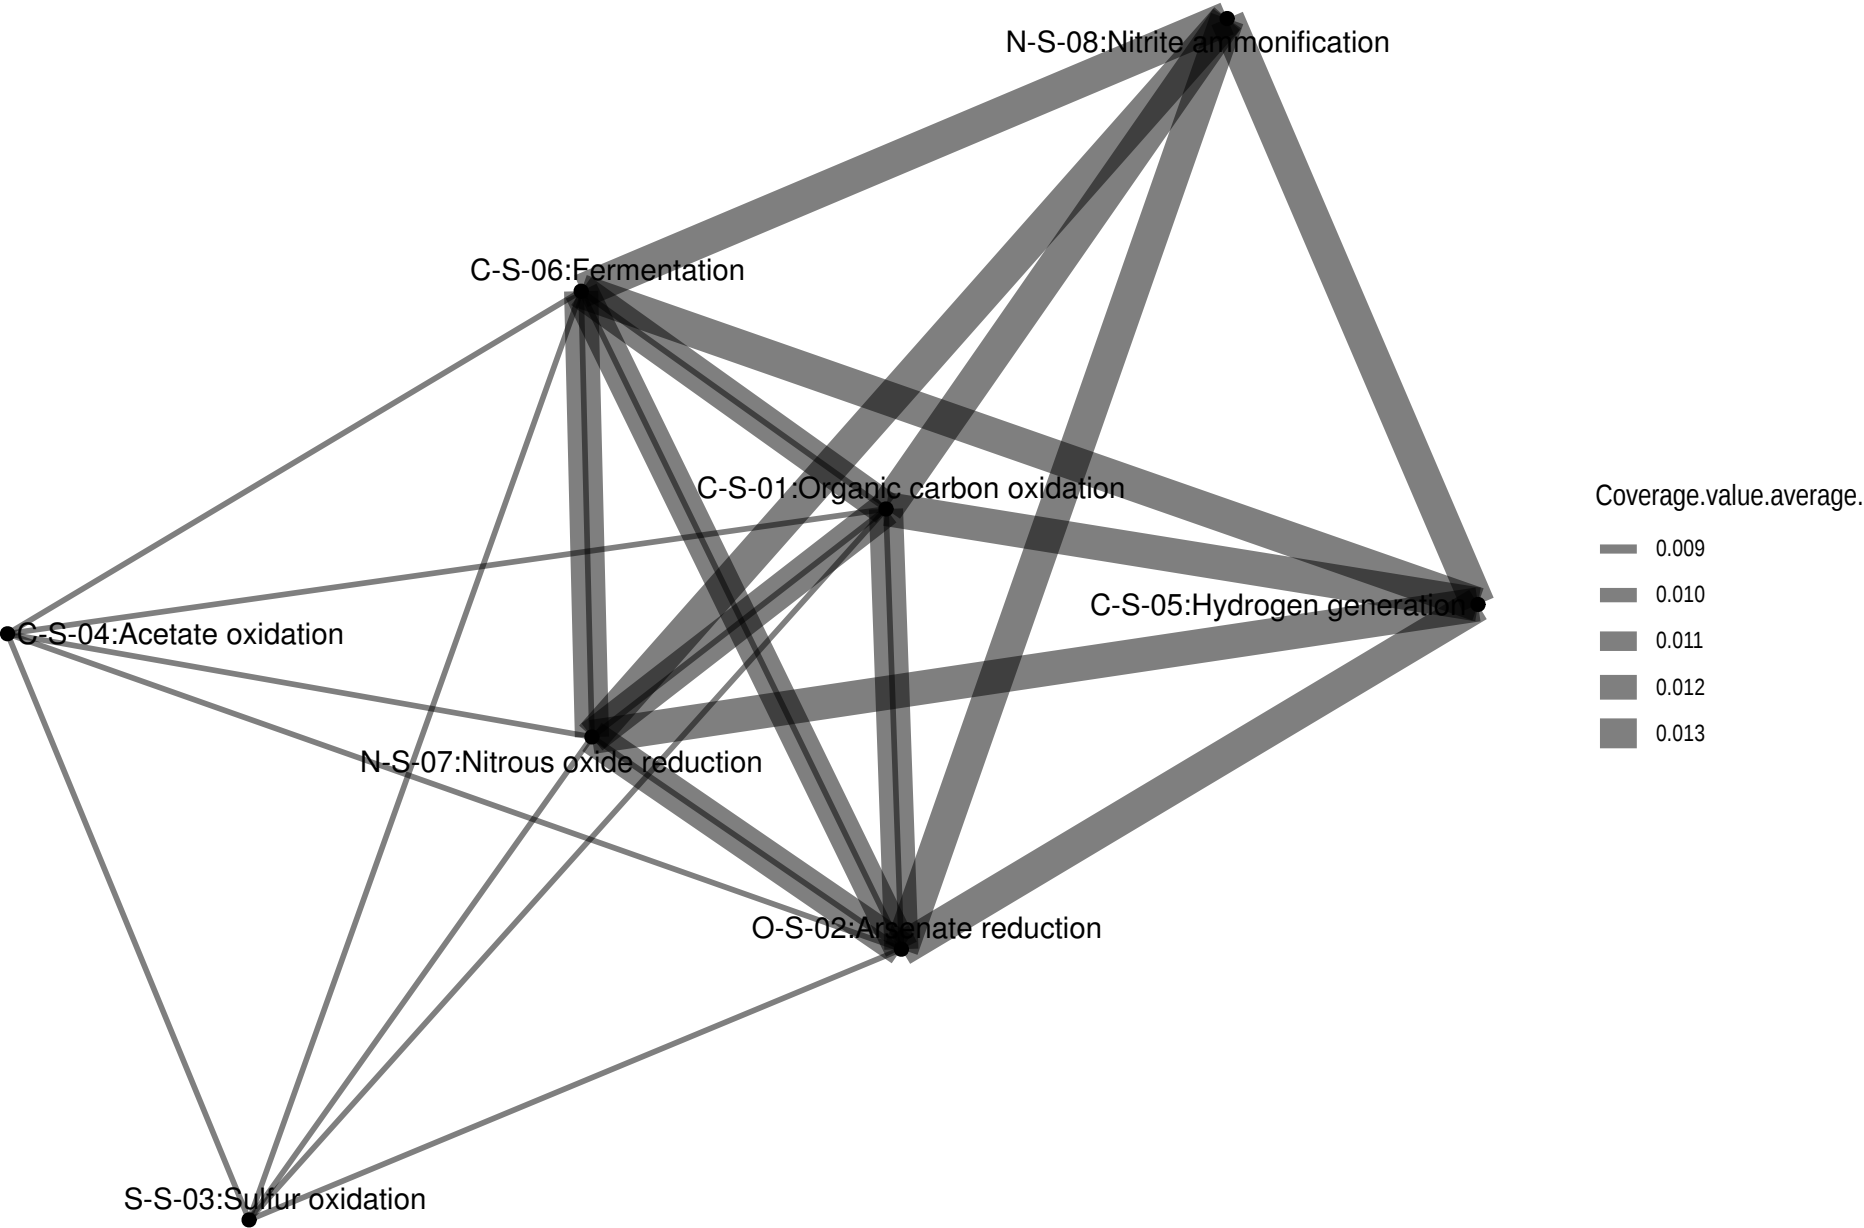 N-S-08:Nitrite ammonification
C-S-06:Fermentation
C-S-01:Organic carbon oxidation
C-S-05:Hydrogen generation
C-S-04:Acetate oxidation
N-S-07:Nitrous oxide reduction
O-S-02:Arsenate reduction
S-S-03:Sulfur oxidation
Coverage.value.average.
0.009
0.010
0.011
0.012
0.013